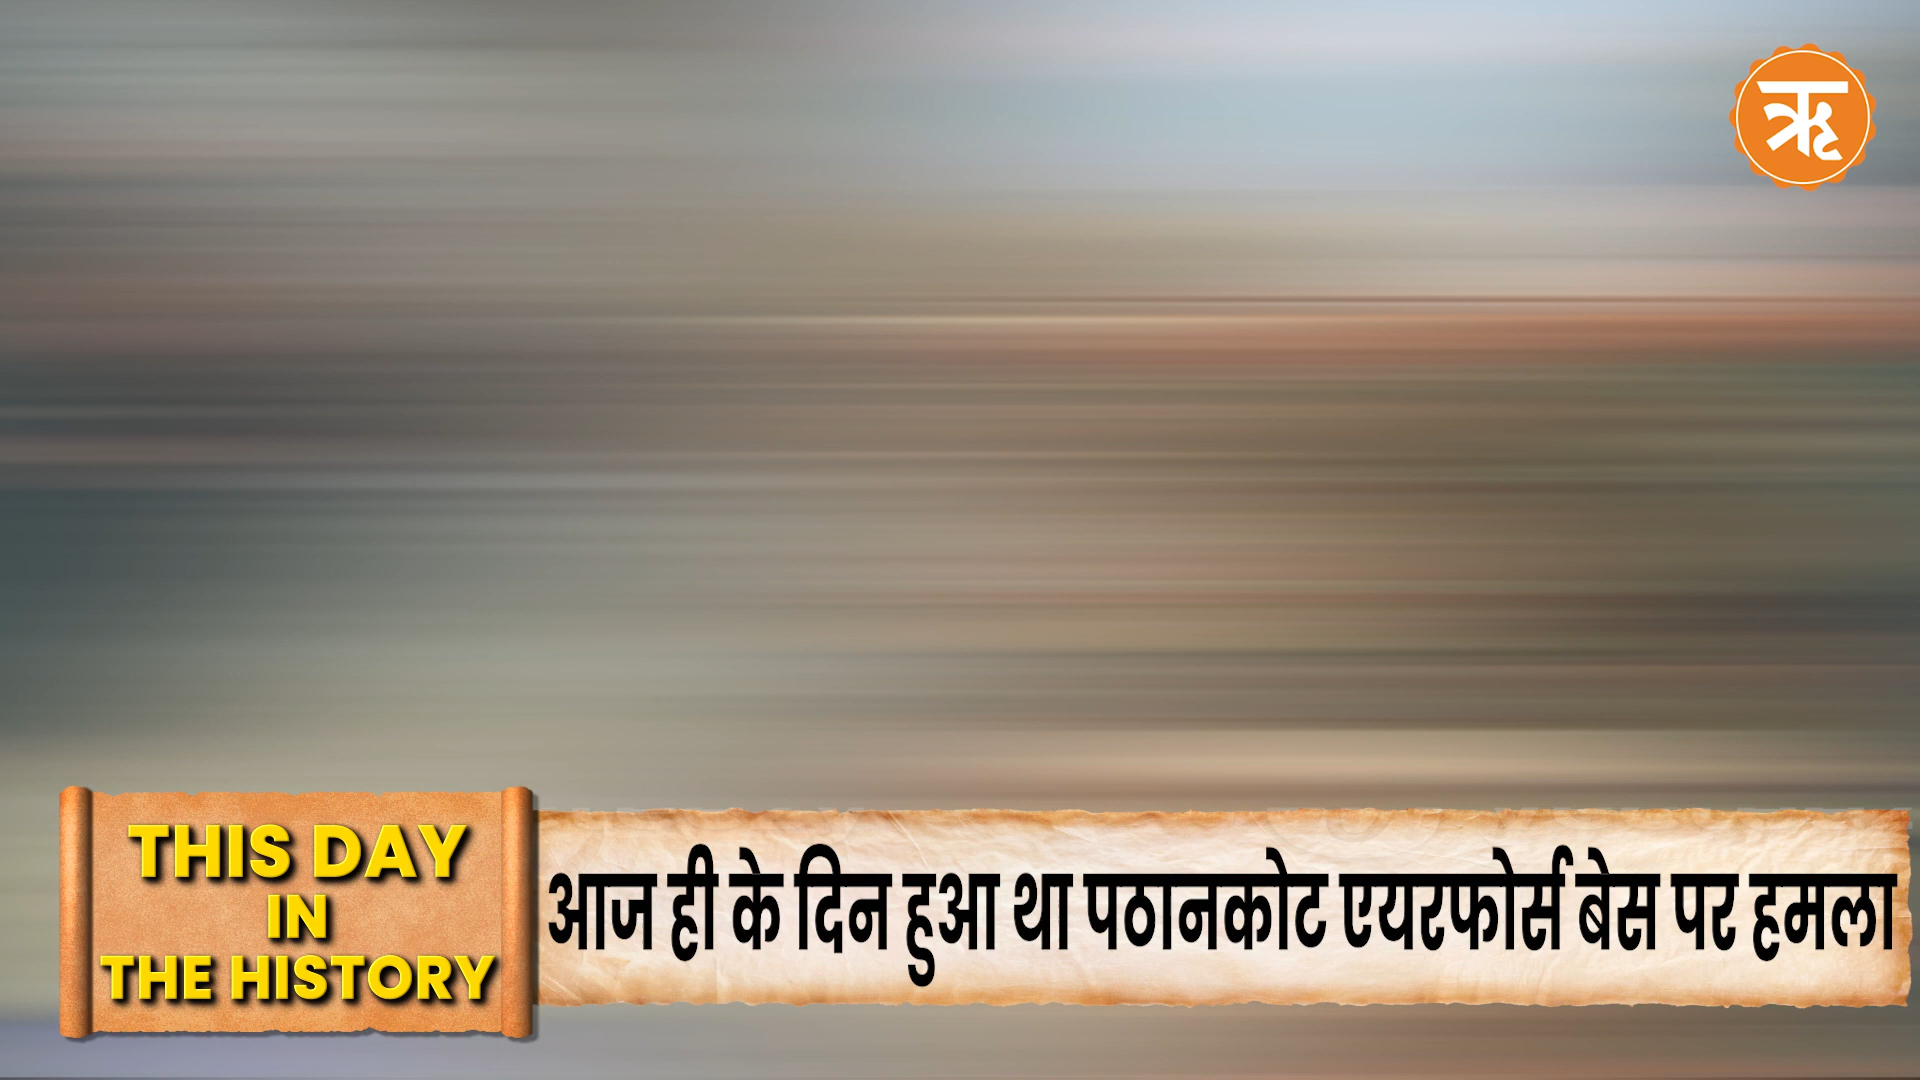 ऋ
THIS DAY
IN
THE HISTORY
आज ही के दिन हुआ था पठानकोट एयरफोर्स बेस पर हमला